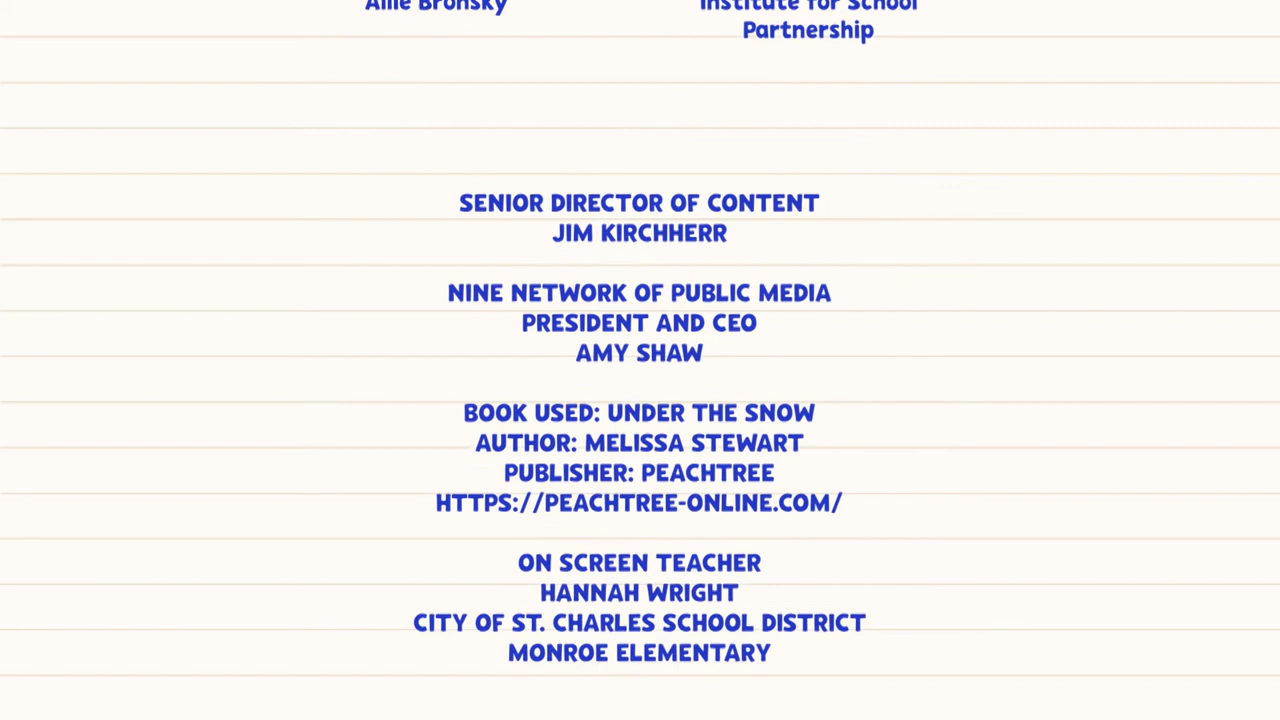 Allie Bronsky
Institute for School
Partnership
SENIOR DIRECTOR OF CONTENT
JIM KIRCHHERR
NINE NETWORK OF PUBLIC MEDIA
PRESIDENT AND CEO
AMY SHAW
BOOK USED: UNDER THE SNOW
AUTHOR: MELISSA STEWART
PUBLISHER: PEACHTREE
HTTPS://PEACHTREE-ONLINE.COM/
ON SCREEN TEACHER
HANNAH WRIGHT
CITY OF ST. CHARLES SCHOOL DISTRICT
MONROE ELEMENTARY